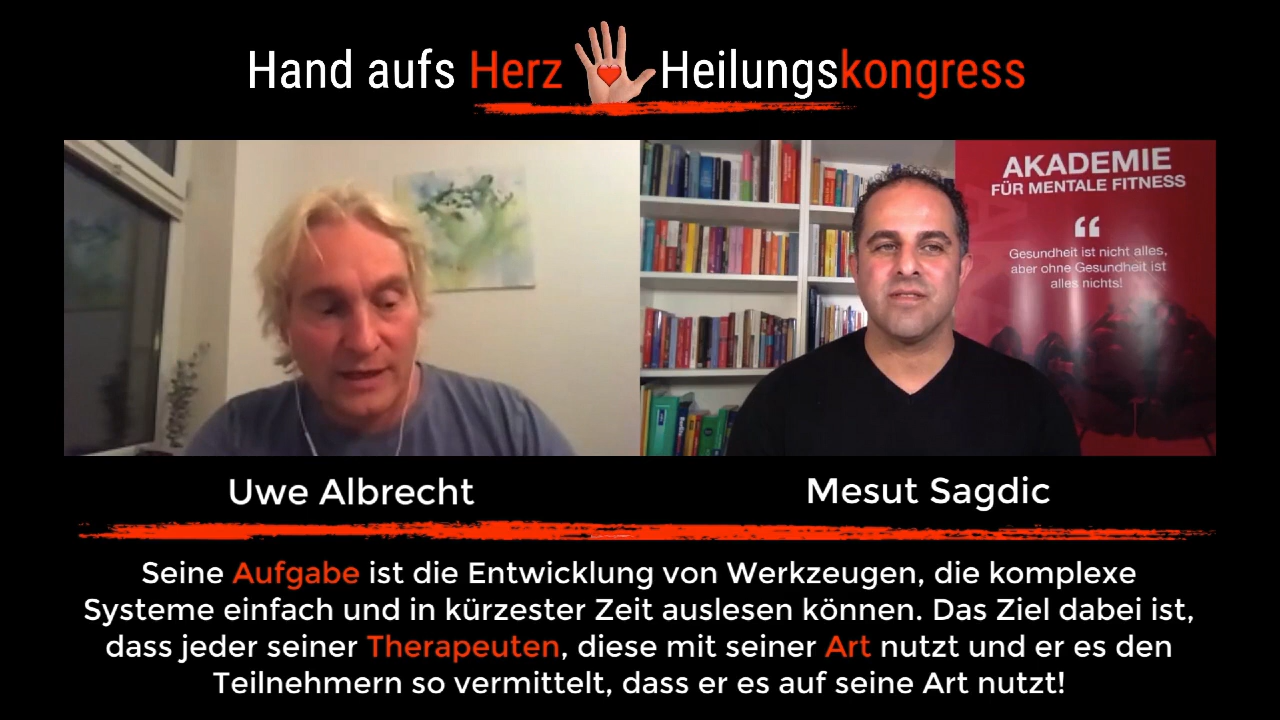 Hand aufs Herz Heilungskongress
AKADEMIE
FÜR MENTALE FITNESS
“
Gesundheit ist nicht alles,
aber ohne Gesundheit ist
alles nichts!
Uwe Albrecht
Mesut Sagdic
Seine Aufgabe ist die Entwicklung von Werkzeugen, die komplexe
Systeme einfach und in kürzester Zeit auslesen können. Das Ziel dabei ist,
dass jeder seiner Therapeuten, diese mit seiner Art nutzt und er es den
Teilnehmern so vermittelt, dass er es auf seine Art nutzt!